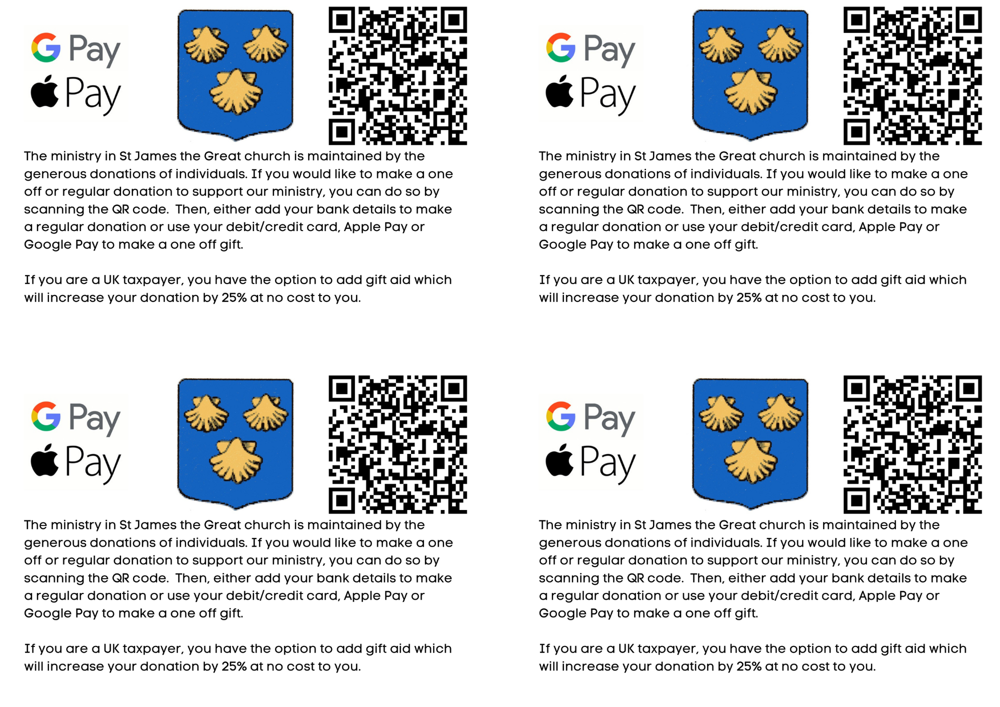 G Pay
Pay
The ministry in St James the Great church is maintained by the
generous donations of individuals. If you would like to make a one
off or regular donation to support our ministry, you can do so by
scanning the QR code.  Then, either add your bank details to make
a regular donation or use your debit/credit card, Apple Pay or
Google Pay to make a one off gift.
If you are a UK taxpayer, you have the option to add gift aid which
will increase your donation by 25% at no cost to you.
G Pay
Pay
The ministry in St James the Great church is maintained by the
generous donations of individuals. If you would like to make a one
off or regular donation to support our ministry, you can do so by
scanning the QR code.  Then, either add your bank details to make
a regular donation or use your debit/credit card, Apple Pay or
Google Pay to make a one off gift.
If you are a UK taxpayer, you have the option to add gift aid which
will increase your donation by 25% at no cost to you.
G Pay
Pay
The ministry in St James the Great church is maintained by the
generous donations of individuals. If you would like to make a one
off or regular donation to support our ministry, you can do so by
scanning the QR code.  Then, either add your bank details to make
a regular donation or use your debit/credit card, Apple Pay or
Google Pay to make a one off gift.
If you are a UK taxpayer, you have the option to add gift aid which
will increase your donation by 25% at no cost to you.
G Pay
Pay
The ministry in St James the Great church is maintained by the
generous donations of individuals. If you would like to make a one
off or regular donation to support our ministry, you can do so by
scanning the QR code.  Then, either add your bank details to make
a regular donation or use your debit/credit card, Apple Pay or
Google Pay to make a one off gift.
If you are a UK taxpayer, you have the option to add gift aid which
will increase your donation by 25% at no cost to you.